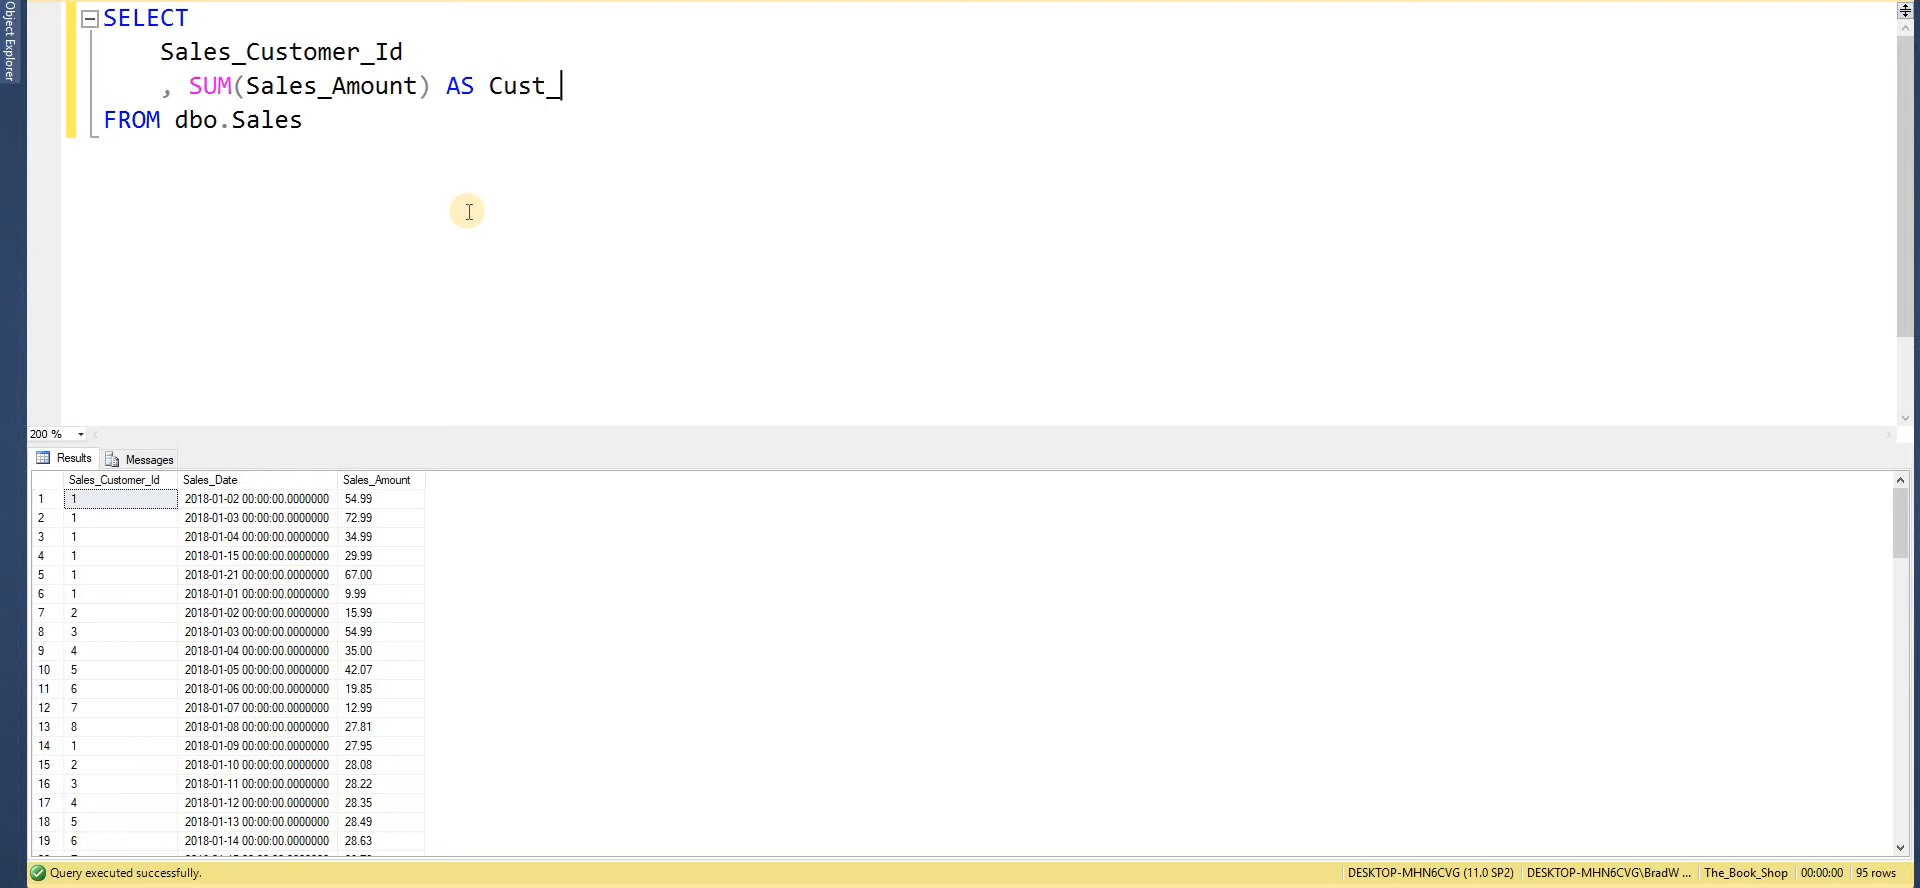 Object Explorer
SELECT
Sales_Customer_Id
, SUM(Sales_Amount) AS Cust_
FROM dbo.Sales
200 %
Results Messages
Sales_Customer_Id Sales_Date Sales_Amount
1 1 2018-01-02 00:00:00.0000000 54.99
2 1 2018-01-03 00:00:00.0000000 72.99
3 1 2018-01-04 00:00:00.0000000 34.99
4 1 2018-01-15 00:00:00.0000000 29.99
5 1 2018-01-21 00:00:00.0000000 67.00
6 1 2018-01-01 00:00:00.0000000 9.99
7 2 2018-01-02 00:00:00.0000000 15.99
8 3 2018-01-03 00:00:00.0000000 54.99
9 4 2018-01-04 00:00:00.0000000 35.00
10 5 2018-01-05 00:00:00.0000000 42.07
11 6 2018-01-06 00:00:00.0000000 19.85
12 7 2018-01-07 00:00:00.0000000 12.99
13 8 2018-01-08 00:00:00.0000000 27.81
14 1 2018-01-09 00:00:00.0000000 27.95
15 2 2018-01-10 00:00:00.0000000 28.08
16 3 2018-01-11 00:00:00.0000000 28.22
17 4 2018-01-12 00:00:00.0000000 28.35
18 5 2018-01-13 00:00:00.0000000 28.49
19 6 2018-01-14 00:00:00.0000000 28.63
Query executed successfully. DESKTOP-MHN6CVG (11.0 SP2) DESKTOP-MHN6CVG\BradW ... The_Book_Shop 00:00:00 95 rows